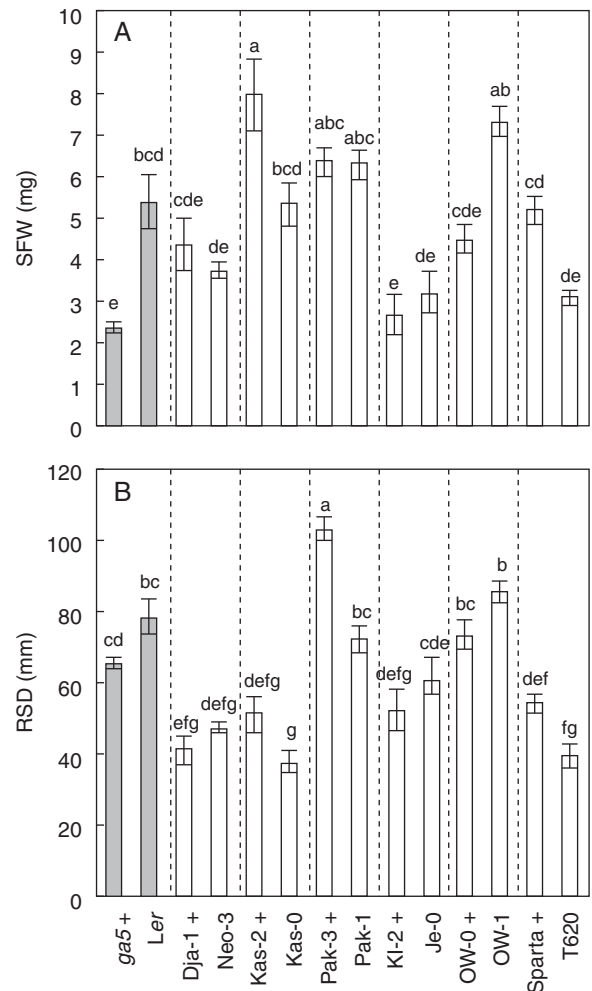 A
SFW (mg)
10
9
8
7
6
5
4
3
2
1
0
e
bcd
cde
de
a
bcd
abc
abc
e
de
cde
ab
cd
de
B
RSD (mm)
120
100
80
60
40
20
0
cd
bc
efg
defg
defg
g
a
bc
defg
cde
bc
b
def
fg
ga5 +
Ler
Dja-1 +
Neo-3
Kas-2 +
Kas-0
Pak-3 +
Pak-1
Kl-2 +
Je-0
OW-0 +
OW-1
Sparta +
T620